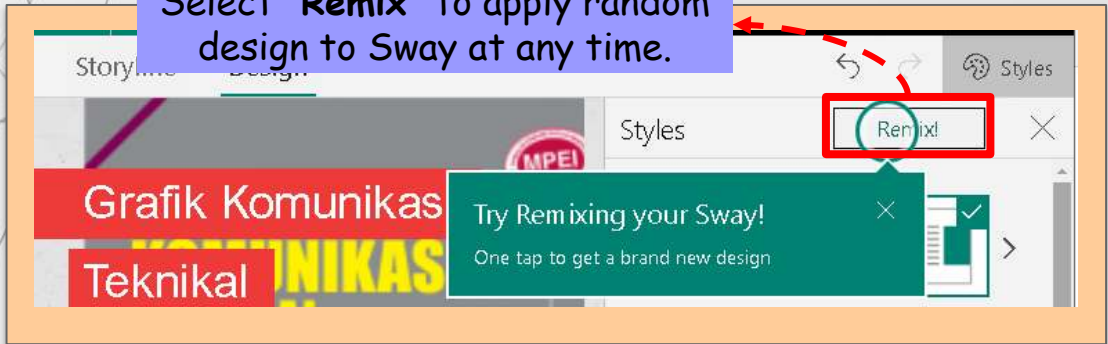 Select "Remix" to apply random
design to Sway at any time.
Storyline Design
Styles
Styles
Remix!
MPEI
Grafik Komunikas
Teknikal
NIKAS
Try Remixing your Sway!
One tap to get a brand new design